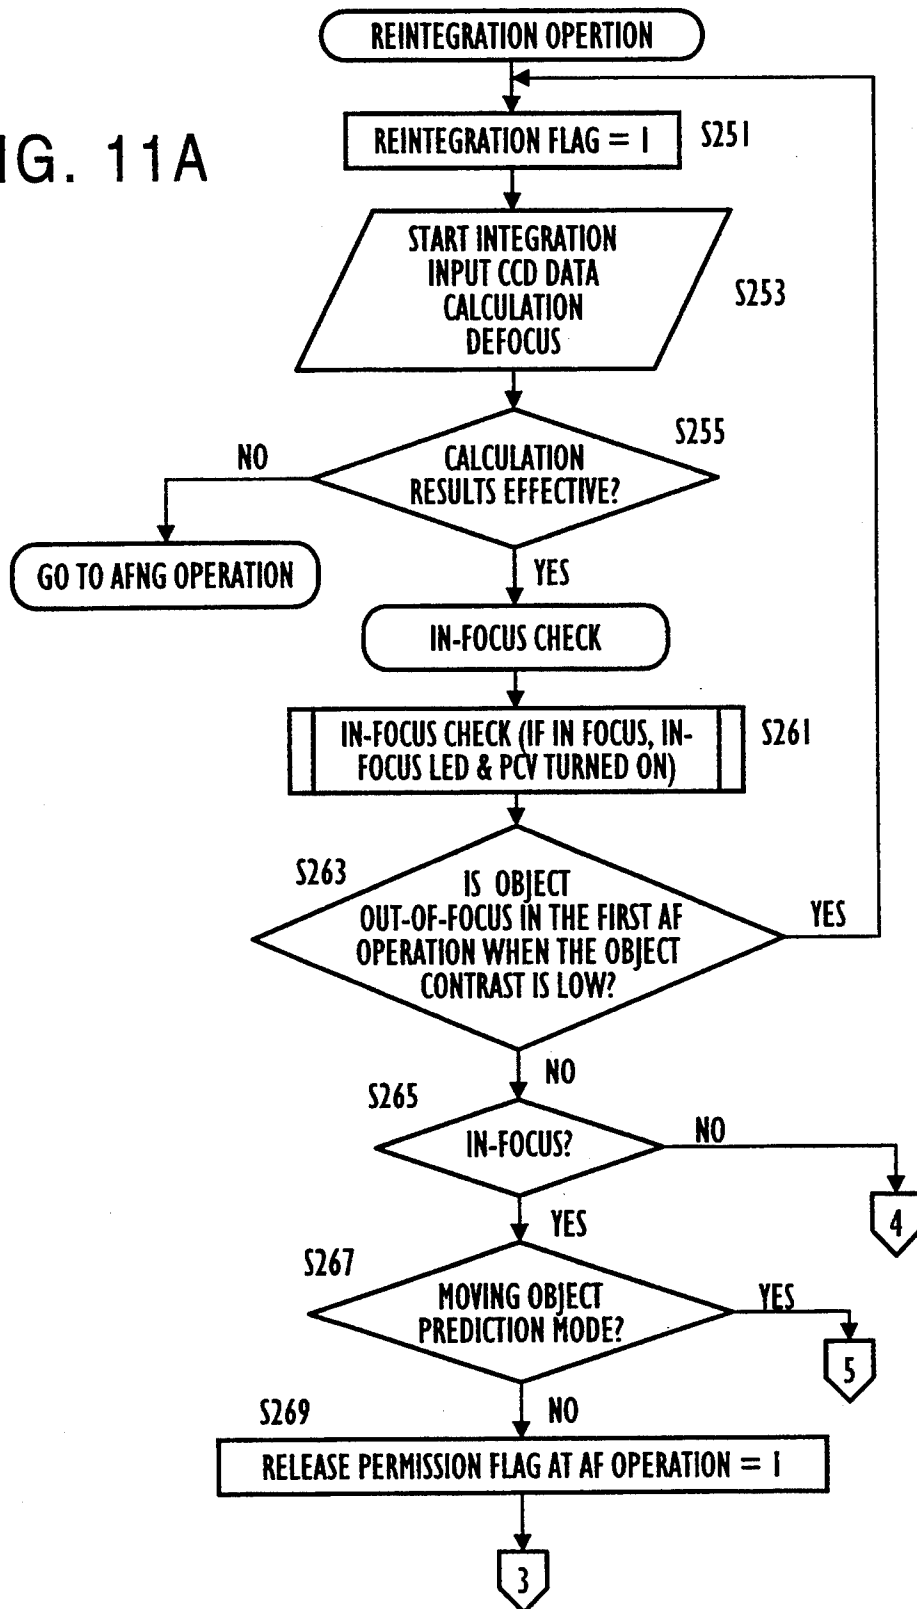 REINTEGRATION OPERTION
IG. 11A
REINTEGRATION FLAG = 1
S251
START INTEGRATION
INPUT CCD DATA
CALCULATION
DEFOCUS
S253
S255
NO
CALCULATION
RESULTS EFFECTIVE?
GO TO AFNG OPERATION
YES
IN-FOCUS CHECK
IN-FOCUS CHECK (IF IN FOCUS, IN-
FOCUS LED & PCV TURNED ON)
S261
S263
IS OBJECT
OUT-OF-FOCUS IN THE FIRST AF
OPERATION WHEN THE OBJECT
CONTRAST IS LOW?
YES
NO
S265
IN-FOCUS?
NO
4
YES
S267
MOVING OBJECT
PREDICTION MODE?
YES
5
NO
S269
RELEASE PERMISSION FLAG AT AF OPERATION = 1
3